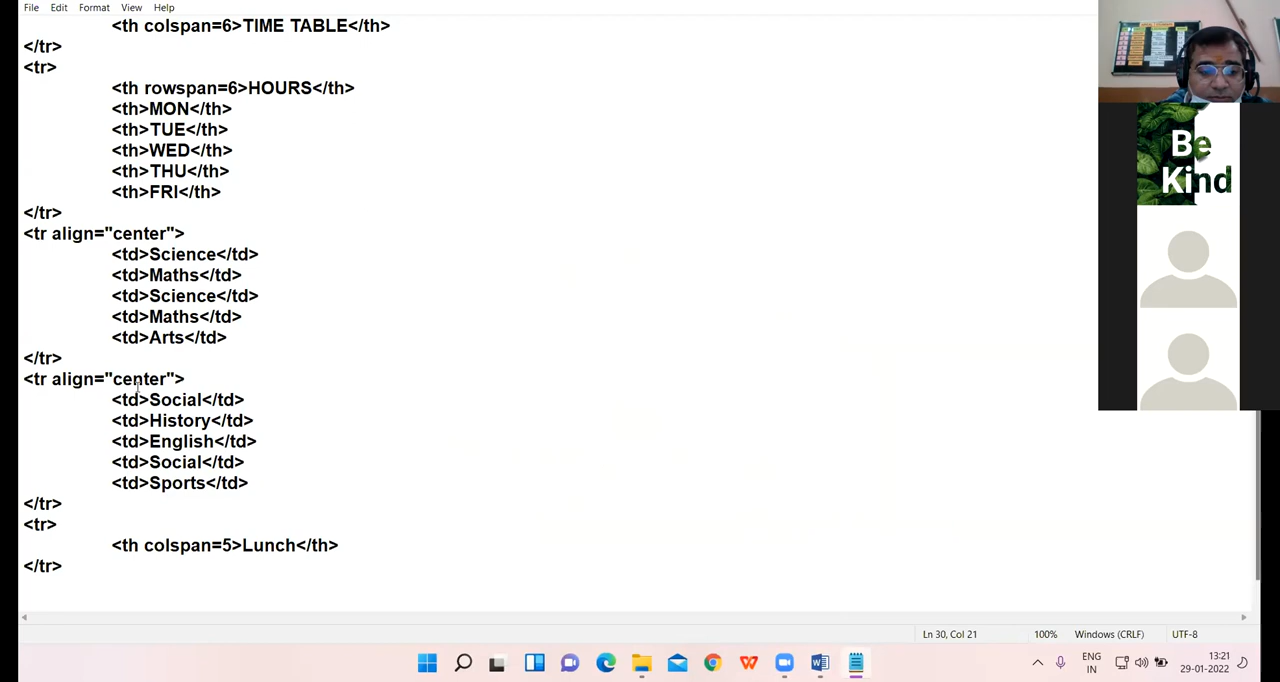 File Edit Format View Help
<th colspan=6>TIME TABLE</th>
</tr>
<tr>
<th rowspan=6>HOURS</th>
<th>MON</th>
<th>TUE</th>
<th>WED</th>
<th>THU</th>
<th>FRI</th>
</tr>
<tr align="center">
<td>Science</td>
<td>Maths</td>
<td>Science</td>
<td>Maths</td>
<td>Arts</td>
</tr>
<tr align="center">
<td>Social</td>
<td>History</td>
<td>English</td>
<td>Social</td>
<td>Sports</td>
</tr>
<tr>
<th colspan=5>Lunch</th>
</tr>
Be
Kind
Ln 30, Col 21 100% Windows (CRLF) UTF-8
ENG
IN
13:21
29-01-2022